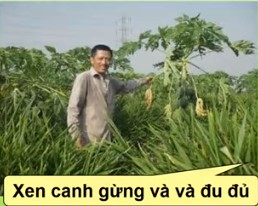 Xen canh gừng và và đu đủ